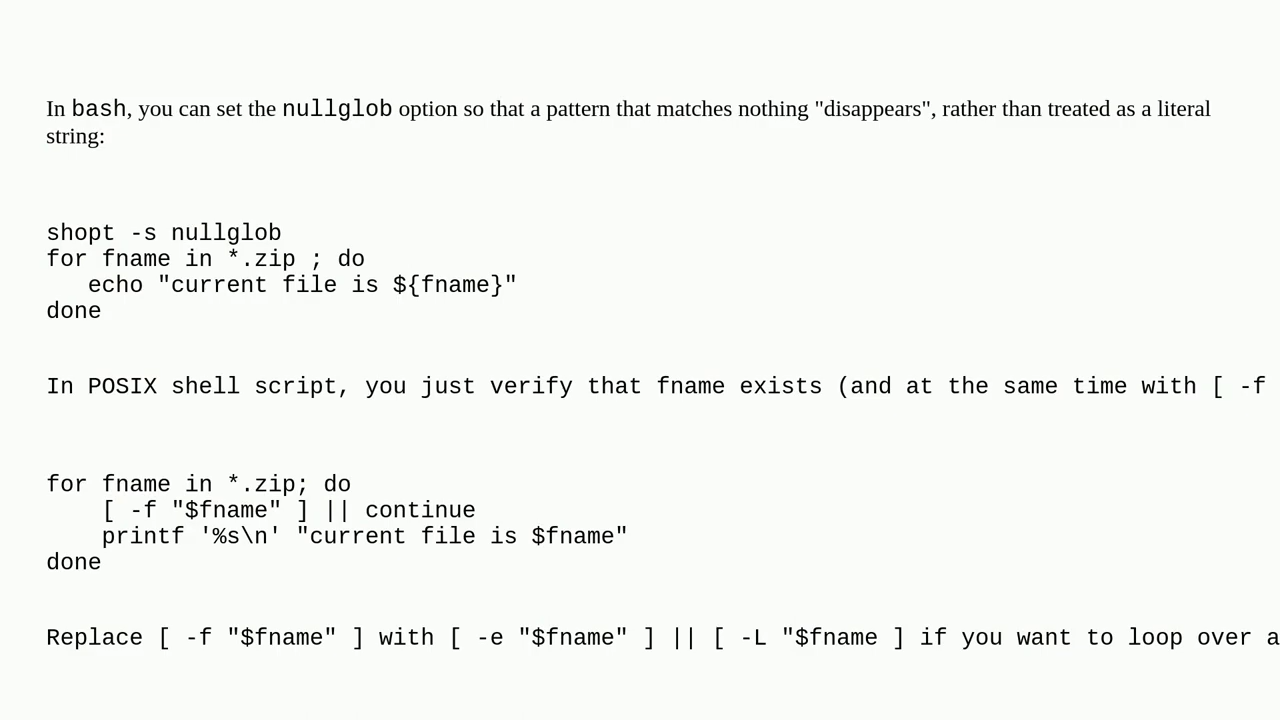 In bash, you can set the nullglob option so that a pattern that matches nothing "disappears", rather than treated as a literal
string:
shopt -s nullglob
for fname in *.zip ; do
   echo "current file is ${fname}"
done
In POSIX shell script, you just verify that fname exists (and at the same time with [ -f
for fname in *.zip; do
    [ -f "$fname" ] || continue
    printf '%s\n' "current file is $fname"
done
Replace [ -f "$fname" ] with [ -e "$fname" ] || [ -L "$fname ] if you want to loop over a